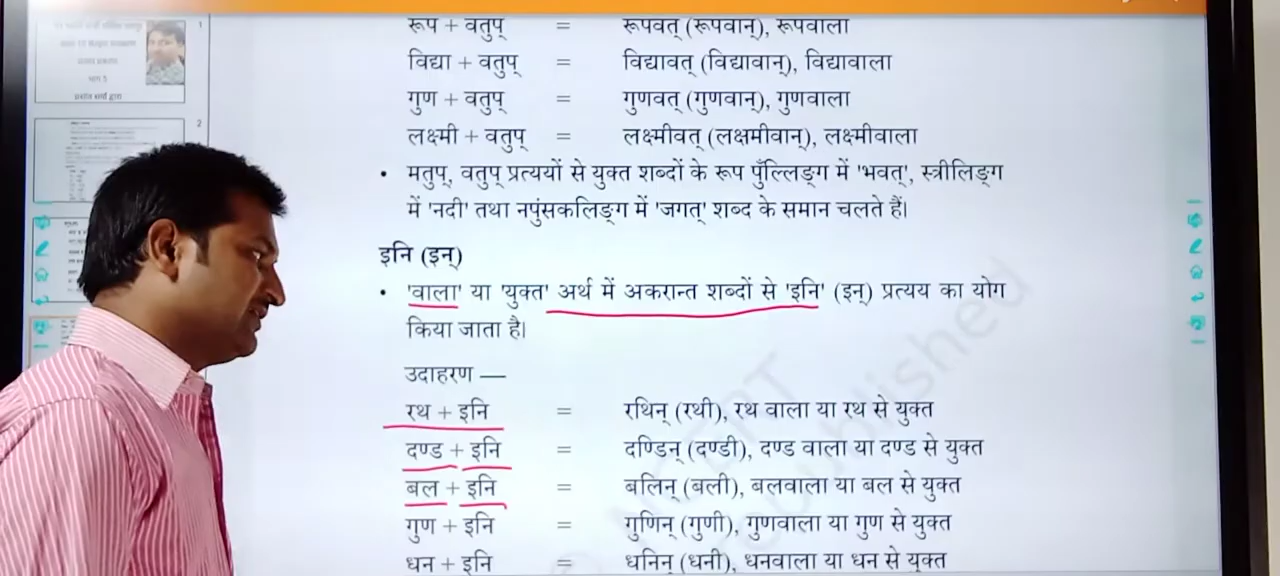 रूप + वतुप् = रूपवत् (रूपवान्), रूपवाला
विद्या + वतुप् = विद्यावत् (विद्यावान्), विद्यावाला
गुण + वतुप् = गुणवत् (गुणवान्), गुणवाला
लक्ष्मी + वतुप् = लक्ष्मीवत् (लक्षमीवान्), लक्ष्मीवाला
• मतुप्, वतुप् प्रत्ययों से युक्त शब्दों के रूप पुँल्लिङ्ग में 'भवत्', स्त्रीलिङ्ग
में 'नदी' तथा नपुंसकलिङ्ग में 'जगत्' शब्द के समान चलते हैं।
इनि (इन्)
• 'वाला' या 'युक्त' अर्थ में अकरान्त शब्दों से 'इनि' (इन्) प्रत्यय का योग
किया जाता है।
उदाहरण —
रथ + इनि = रथिन् (रथी), रथ वाला या रथ से युक्त
दण्ड + इनि = दण्डिन् (दण्डी), दण्ड वाला या दण्ड से युक्त
बल + इनि = बलिन् (बली), बलवाला या बल से युक्त
गुण + इनि = गुणिन् (गुणी), गुणवाला या गुण से युक्त
धन + इनि = धनिन् (धनी), धनवाला या धन से युक्त
1
2